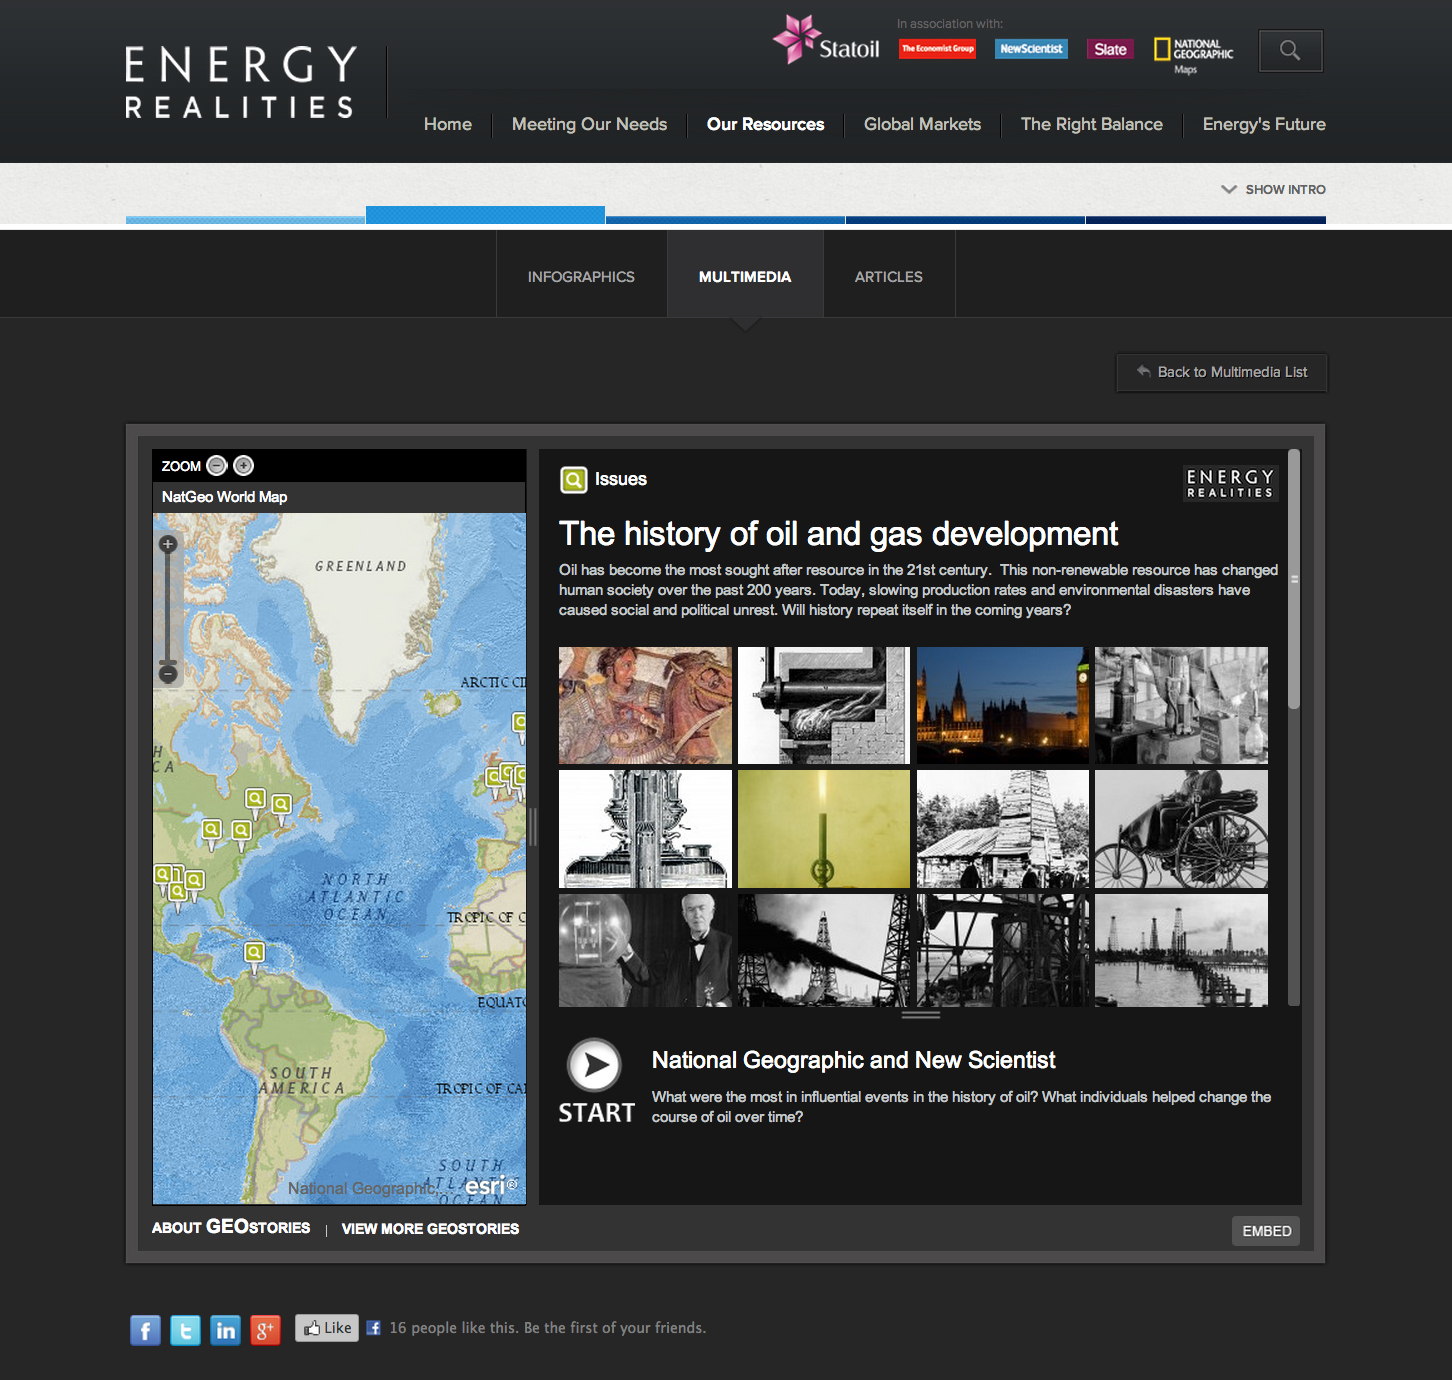 In association with:
ENERGY
REALITIES
Statoil
The Economist Group
NewScientist
Slate
NATIONAL
GEOGRAPHIC
Maps
Home
Meeting Our Needs
Our Resources
Global Markets
The Right Balance
Energy's Future
SHOW INTRO
INFOGRAPHICS
MULTIMEDIA
ARTICLES
Back to Multimedia List
ZOOM
NatGeo World Map
GREENLAND
ARCTIC CI
H
C A
NORTH
ATLANTIC
OCEAN
TROPIC OF C
EQUATO
SOUTH
AMERICA
TROPIC OF CA
SOUTH
ATLANTIC
OCEAN
National Geographic,
esri
Issues
ENERGY
REALITIES
The history of oil and gas development
Oil has become the most sought after resource in the 21st century. This non-renewable resource has changed
human society over the past 200 years. Today, slowing production rates and environmental disasters have
caused social and political unrest. Will history repeat itself in the coming years?
START
National Geographic and New Scientist
What were the most in influential events in the history of oil? What individuals helped change the
course of oil over time?
ABOUT GEOSTORIES
VIEW MORE GEOSTORIES
EMBED
f
t
in
g+
Like
f
16 people like this. Be the first of your friends.